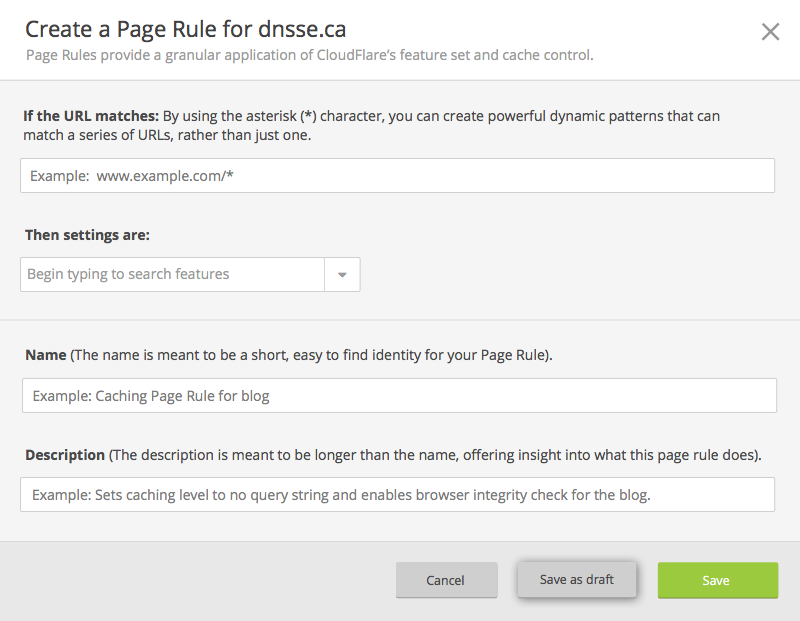 Create a Page Rule for dnsse.ca
Page Rules provide a granular application of CloudFlare's feature set and cache control.
If the URL matches: By using the asterisk (*) character, you can create powerful dynamic patterns that can
match a series of URLs, rather than just one.
Example: www.example.com/*
Then settings are:
Begin typing to search features
Name (The name is meant to be a short, easy to find identity for your Page Rule).
Example: Caching Page Rule for blog
Description (The description is meant to be longer than the name, offering insight into what this page rule does).
Example: Sets caching level to no query string and enables browser integrity check for the blog.
Cancel
Save as draft
Save